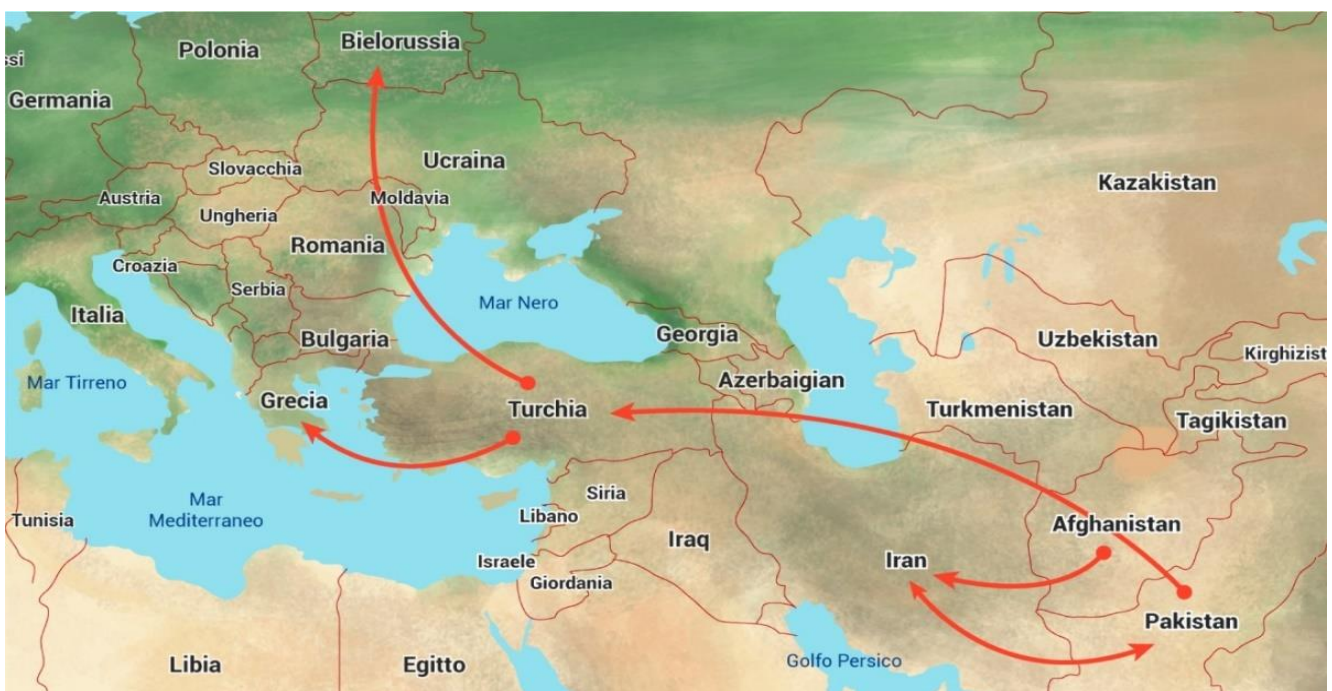 Polonia
Bielorussia
ssi
Germania
Slovacchia
Ucraina
Austria
Ungheria
Moldavia
Kazakistan
Romania
Croazia
Serbia
Mar Nero
Italia
Bulgaria
Georgia
Uzbekistan
Kirghizist
Mar Tirreno
Grecia
Turchia
Azerbaigian
Turkmenistan
Tagikistan
Siria
Mar
Mediterraneo
Tunisia
Libano
Afghanistan
Iraq
Israele
Giordania
Iran
Pakistan
Libia
Egitto
Golfo Persico